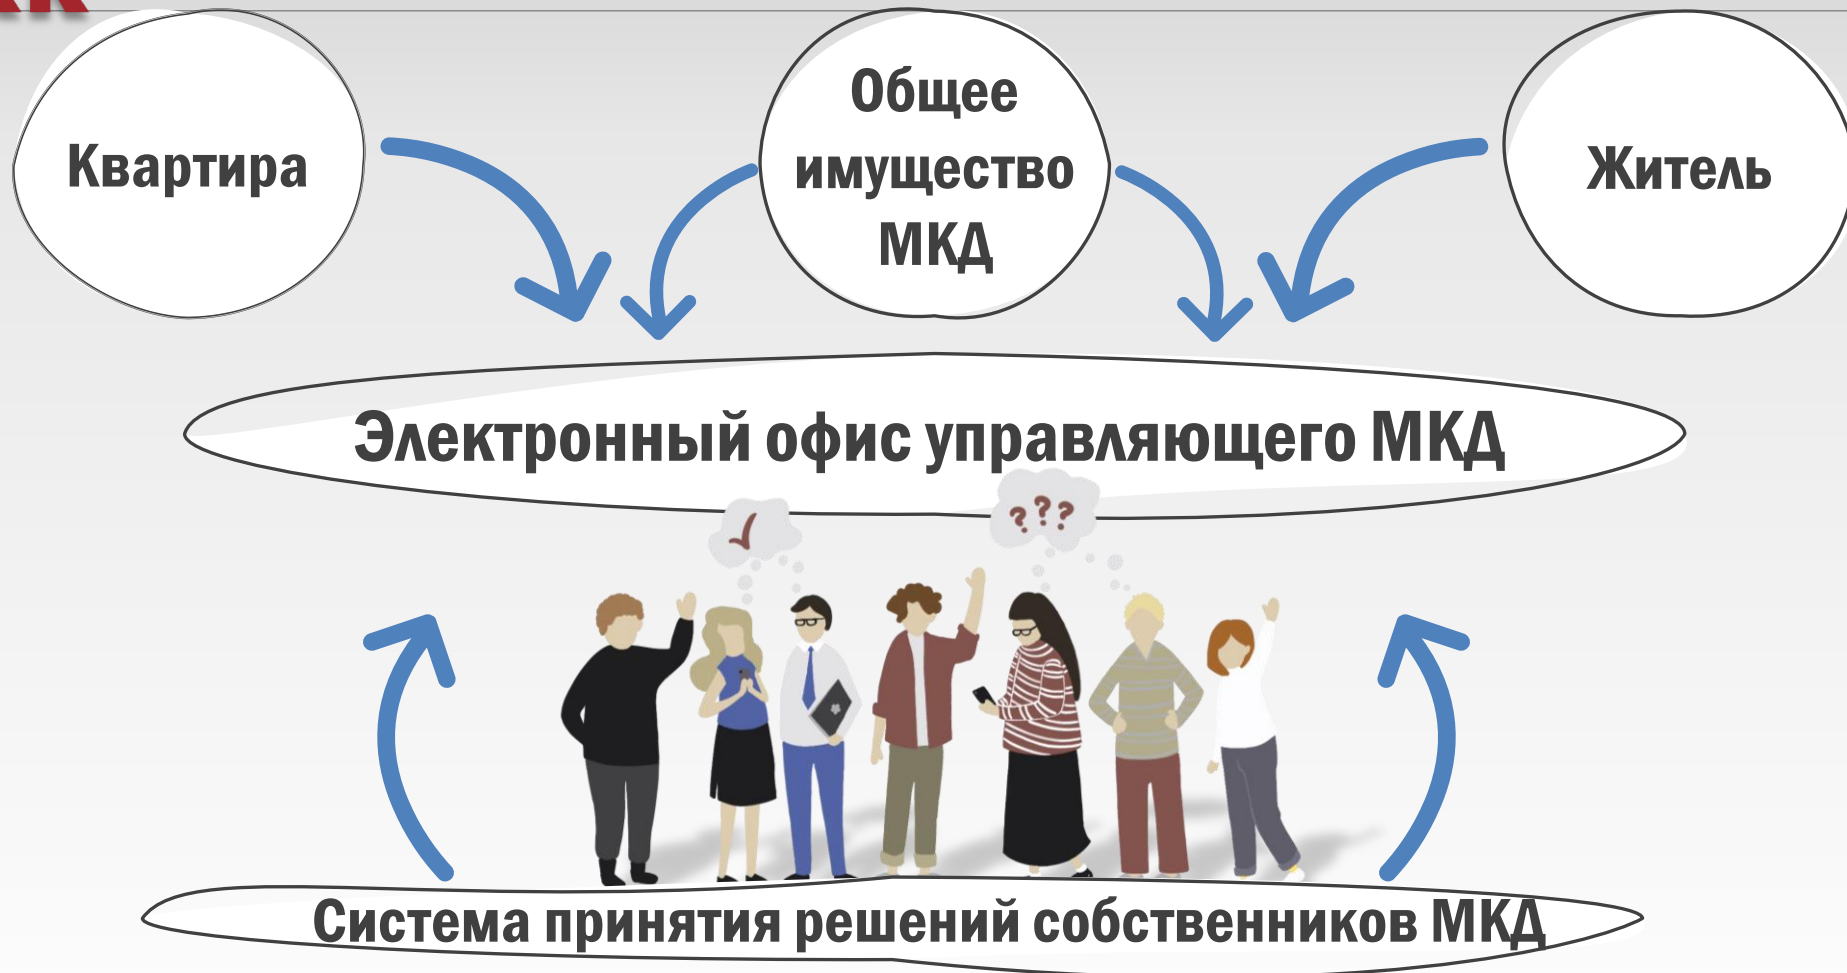 Квартира
Общее
имущество
МКД
Житель
Электронный офис управляющего МКД
???
Система принятия решений собственников МКД